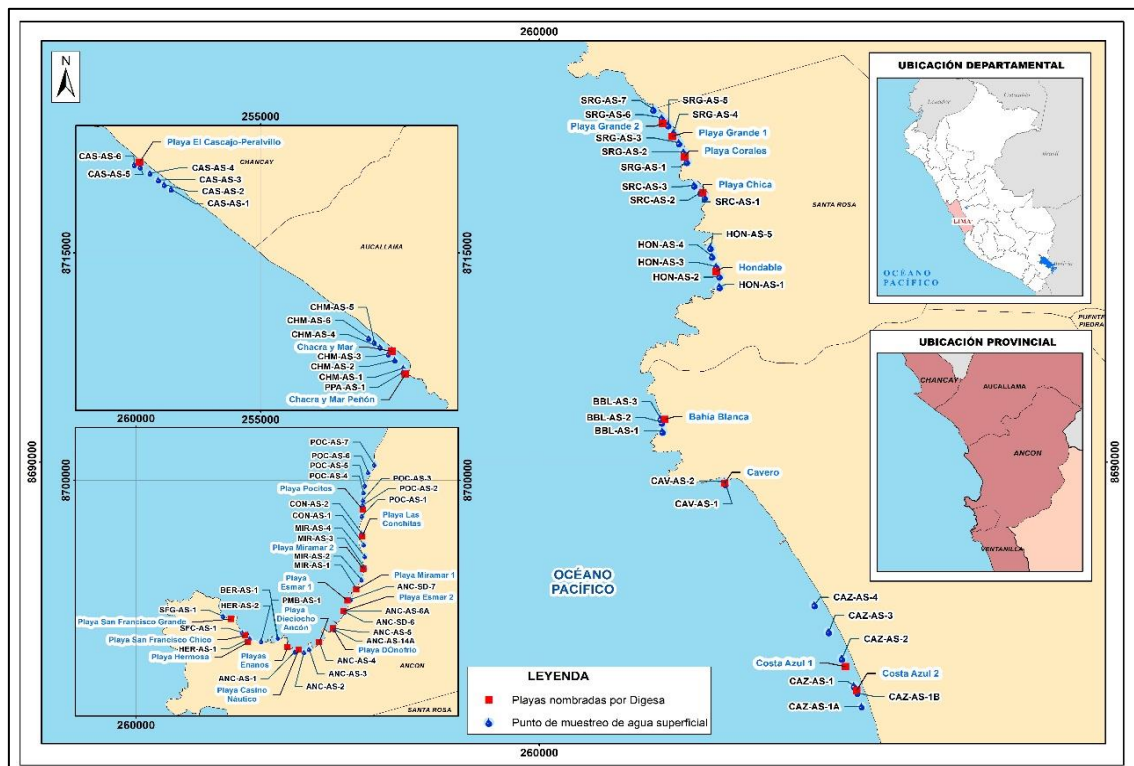 260000
N
255000
Playa El Cascajo-Peralvillo
CHANCAY
CAS-AS-6
CAS-AS-5
CAS-AS-4
CAS-AS-3
CAS-AS-2
CAS-AS-1
AUCALLAMA
8715000
8715000
CHM-AS-5
CHM-AS-6
CHM-AS-4
Chacra y Mar
CHM-AS-3
CHM-AS-2
CHM-AS-1
PPA-AS-1
Chacra y Mar Peñón
260000
255000
POC-AS-7
POC-AS-6
POC-AS-5
POC-AS-4
POC-AS-3
POC-AS-2
POC-AS-1
Playa Pocitos
CON-AS-2
CON-AS-1
Playa Las
Conchitas
MIR-AS-4
MIR-AS-3
Playa Miramar 2
MIR-AS-2
MIR-AS-1
Playa Miramar 1
ANC-SD-7
Playa Esmar 2
Playa
Esmar 1
BER-AS-1
HER-AS-2
PMB-AS-1
Playa
Dieciocho
Ancón
ANC-AS-6A
ANC-SD-6
ANC-AS-5
ANC-AS-14A
Playa DOnofrio
SFG-AS-1
Playa San Francisco Grande
SFC-AS-1
Playa San Francisco Chico
HER-AS-1
Playa Hermosa
Playas
Enanos
ANC-AS-4
ANC-AS-3
ANC-AS-2
ANC-AS-1
Playa Casino
Náutico
ANCON
SANTA ROSA
8700000
8690000
260000
SRG-AS-7
SRG-AS-5
SRG-AS-6
SRG-AS-4
Playa Grande 2
Playa Grande 1
SRG-AS-3
SRG-AS-2
Playa Corales
SRG-AS-1
SRC-AS-3
Playa Chica
SRC-AS-2
SRC-AS-1
SANTA ROSA
HON-AS-5
HON-AS-4
HON-AS-3
Hondable
HON-AS-2
HON-AS-1
PUENTE
PIEDRA
BBL-AS-3
BBL-AS-2
Bahía Blanca
BBL-AS-1
Cavero
CAV-AS-2
CAV-AS-1
OCÉANO
PACÍFICO
CAZ-AS-4
CAZ-AS-3
CAZ-AS-2
Costa Azul 1
Costa Azul 2
CAZ-AS-1
CAZ-AS-1B
CAZ-AS-1A
8690000
LEYENDA
Playas nombradas por Digesa
Punto de muestreo de agua superficial
UBICACIÓN DEPARTAMENTAL
Ecuador
Colombia
Brasil
LIMA
Bolivia
OCÉANO
PACÍFICO
UBICACIÓN PROVINCIAL
CHANCAY
AUCALLAMA
ANCON
VENTANILLA
260000